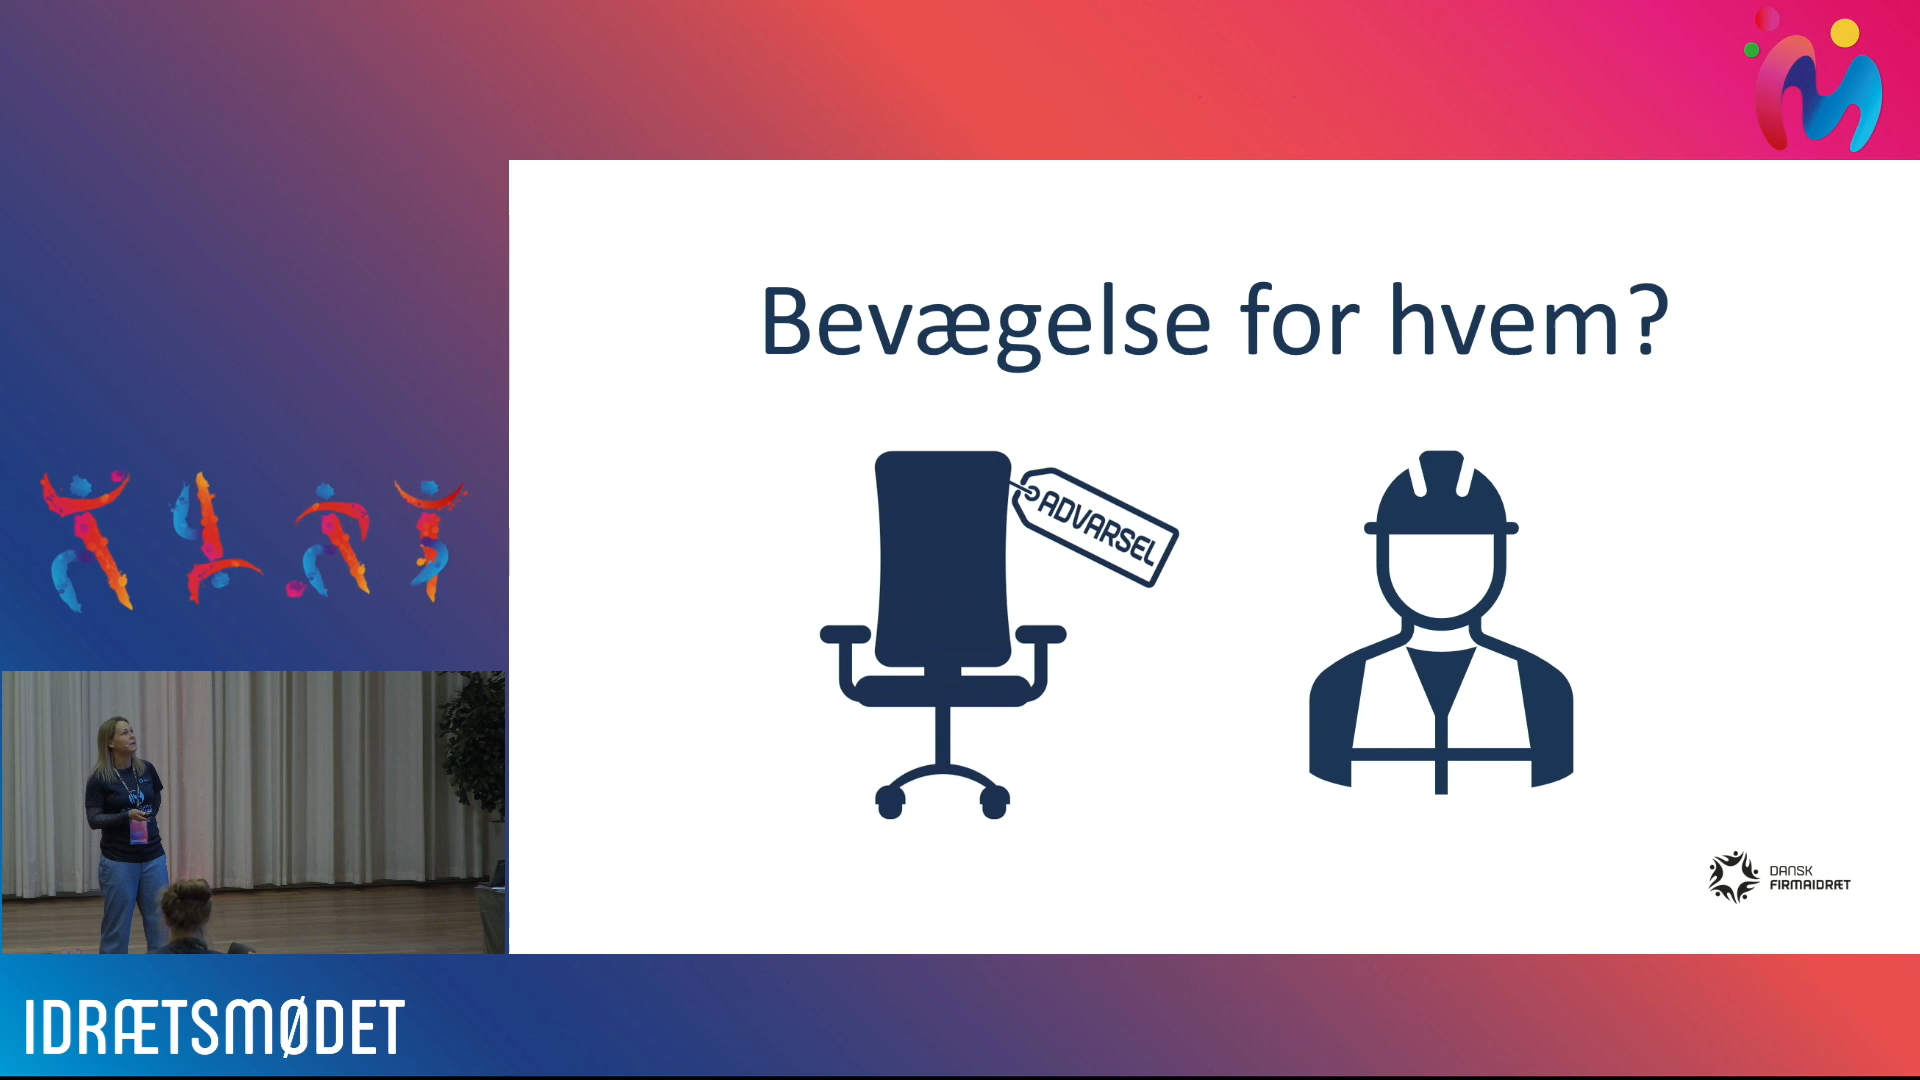 Bevægelse for hvem?
ADVARSEL
DANSK
FIRMAIDRÆT
IDRÆTSMØDET